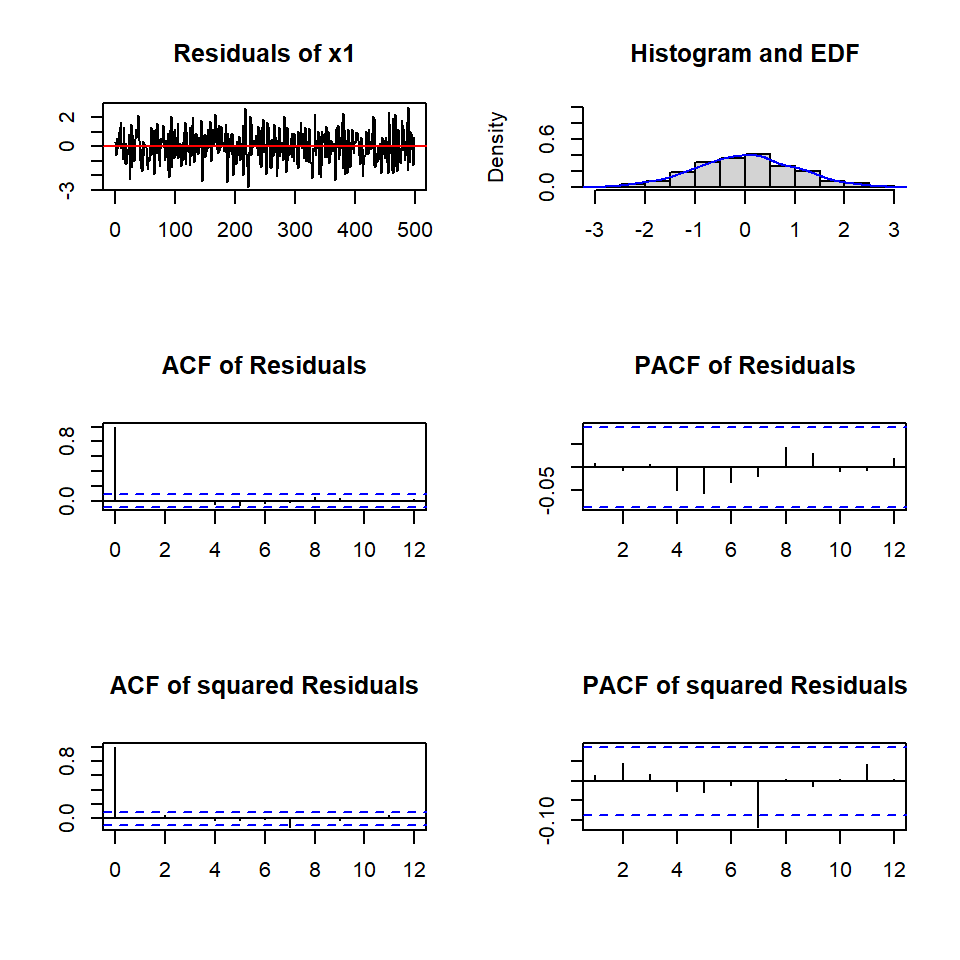 Residuals of x1
2
0
-3
0 100 200 300 400 500
Histogram and EDF
Density
0.6
0.0
-3 -2 -1 0 1 2 3
ACF of Residuals
0.8
0.0
0 2 4 6 8 10 12
PACF of Residuals
-0.05
2 4 6 8 10 12
ACF of squared Residuals
0.8
0.0
0 2 4 6 8 10 12
PACF of squared Residuals
-0.10
2 4 6 8 10 12